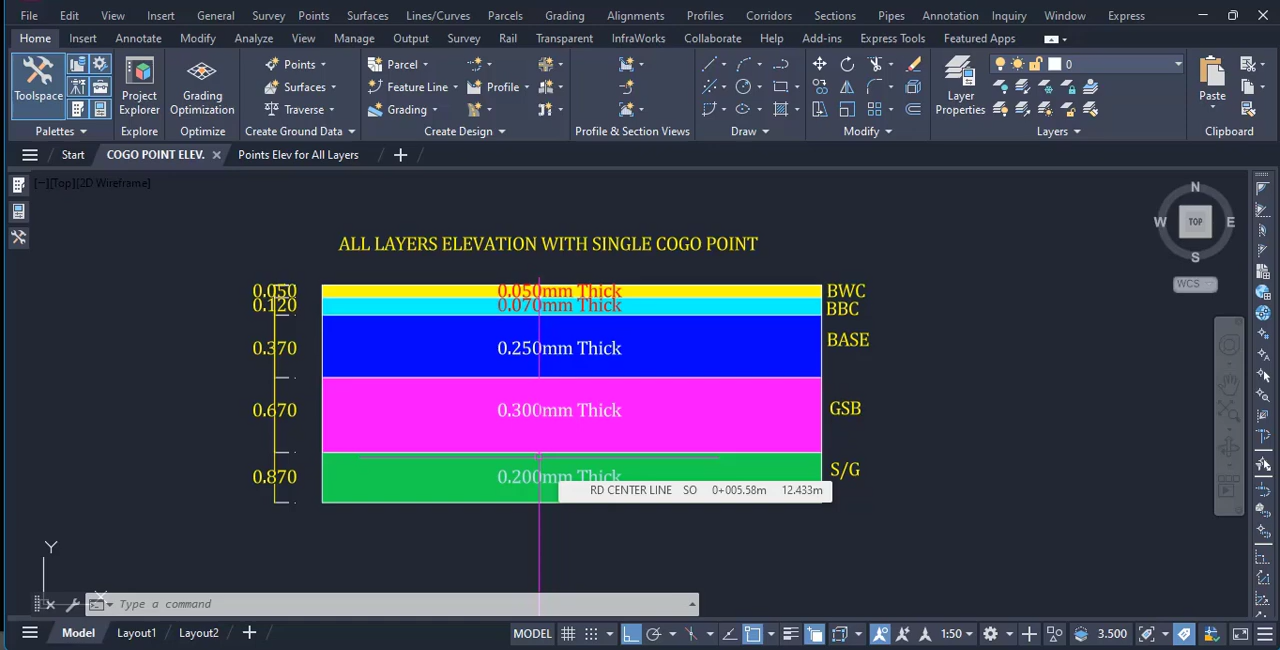 File Edit View Insert General Survey Points Surfaces Lines/Curves Parcels Grading Alignments Profiles Corridors Sections Pipes Annotation Inquiry Window Express
Home Insert Annotate Modify Analyze View Manage Output Survey Rail Transparent InfraWorks Collaborate Help Add-ins Express Tools Featured Apps
Toolspace
Project Explorer
Grading Optimization
Points
Surfaces
Traverse
Parcel
Feature Line
Grading
Profile
Layer Properties
0
Paste
Palettes Explore Optimize Create Ground Data Create Design Profile & Section Views Draw Modify Layers Clipboard
Start COGO POINT ELEV. Points Elev for All Layers
[−][Top][2D Wireframe]
N
W TOP E
S
WCS
ALL LAYERS ELEVATION WITH SINGLE COGO POINT
0.050 0.050mm Thick BWC
0.120 0.070mm Thick BBC
0.370 0.250mm Thick BASE
0.670 0.300mm Thick GSB
0.870 0.200mm Thick S/G
RD CENTER LINE SO 0+005.58m 12.433m
Y
X
Type a command
Model Layout1 Layout2 MODEL 1:50 3.500